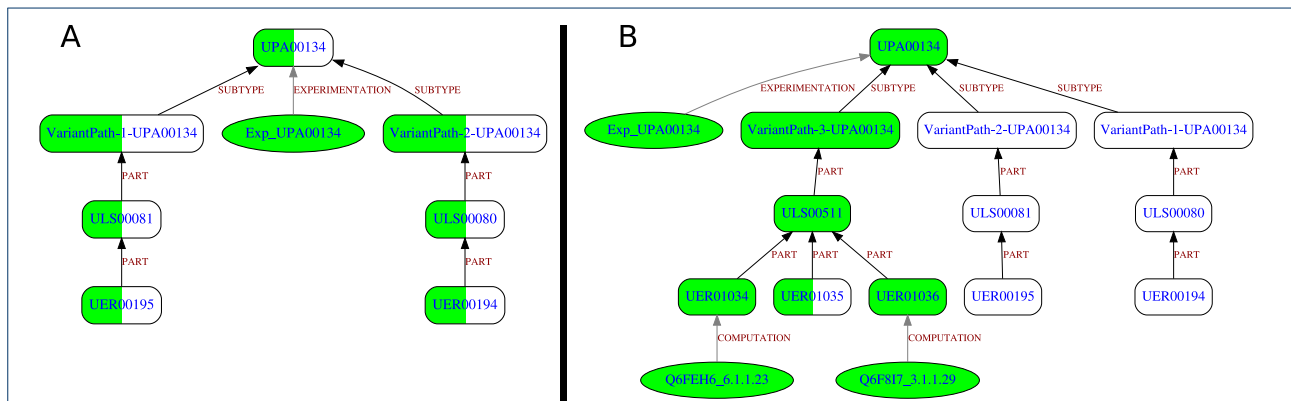 A
UPA00134
SUBTYPE
EXPERIMENTATION
SUBTYPE
VariantPath-1-UPA00134
Exp_UPA00134
VariantPath-2-UPA00134
PART
PART
ULS00081
ULS00080
PART
PART
UER00195
UER00194
B
UPA00134
EXPERIMENTATION
SUBTYPE
SUBTYPE
SUBTYPE
Exp_UPA00134
VariantPath-3-UPA00134
VariantPath-2-UPA00134
VariantPath-1-UPA00134
PART
PART
PART
ULS00511
ULS00081
ULS00080
PART
PART
PART
PART
PART
UER01034
UER01035
UER01036
UER00195
UER00194
COMPUTATION
COMPUTATION
Q6FEH6_6.1.1.23
Q6F8I7_3.1.1.29